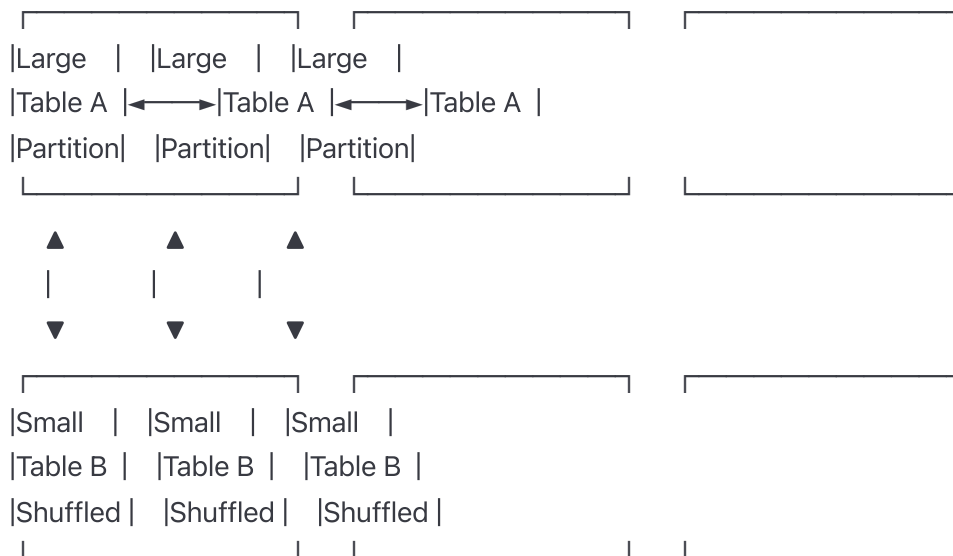 |Large | |Large | |Large |
|Table A |◄──►|Table A |◄──►|Table A |
|Partition| |Partition| |Partition|
▲ ▲ ▲
| | |
▼ ▼ ▼
|Small | |Small | |Small |
|Table B | |Table B | |Table B |
|Shuffled | |Shuffled | |Shuffled |